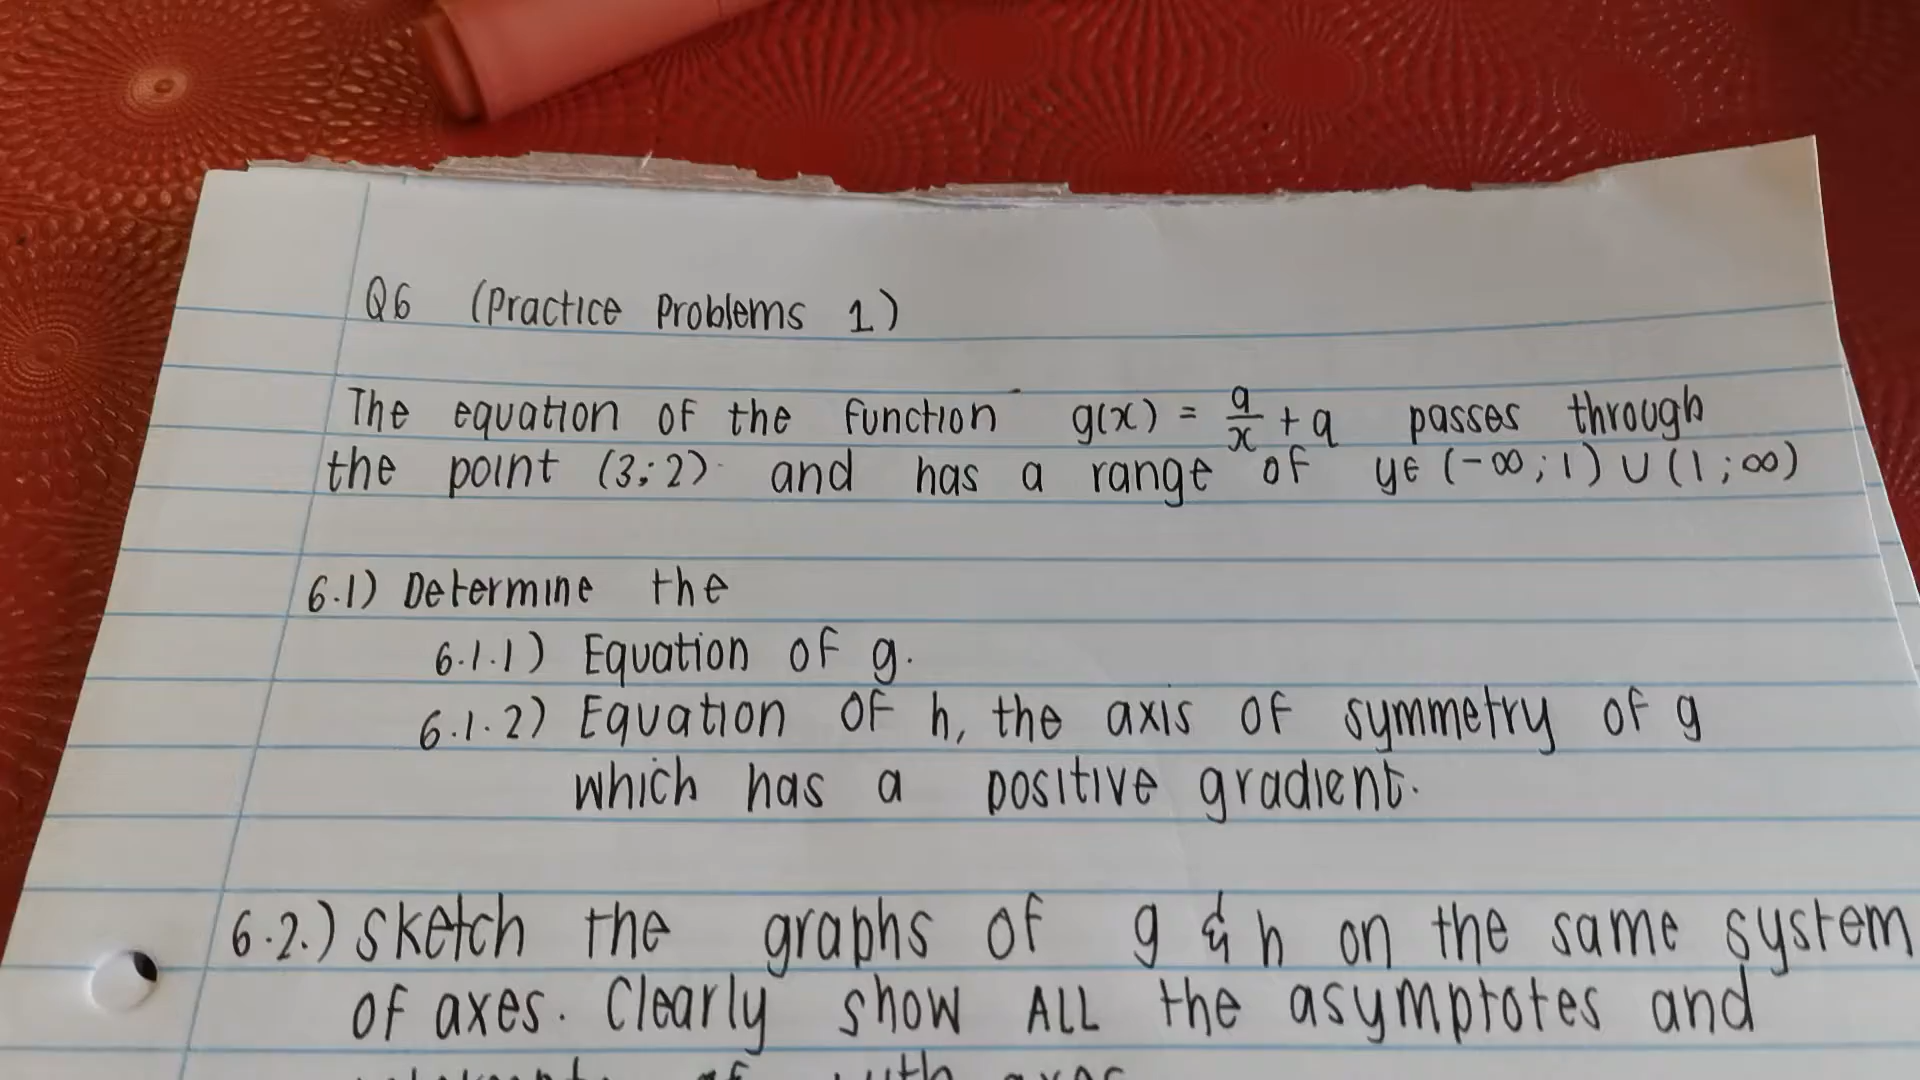 Q6 (Practice Problems 1)
The equation of the function g(x) = a/x + q passes through
the point (3;2) and has a range of y∈(-∞;1)∪(1;∞)
6.1) Determine the
6.1.1) Equation of g.
6.1.2) Equation of h, the axis of symmetry of g
which has a positive gradient.
6.2.) Sketch the graphs of g & h on the same system
of axes. Clearly show ALL the asymptotes and